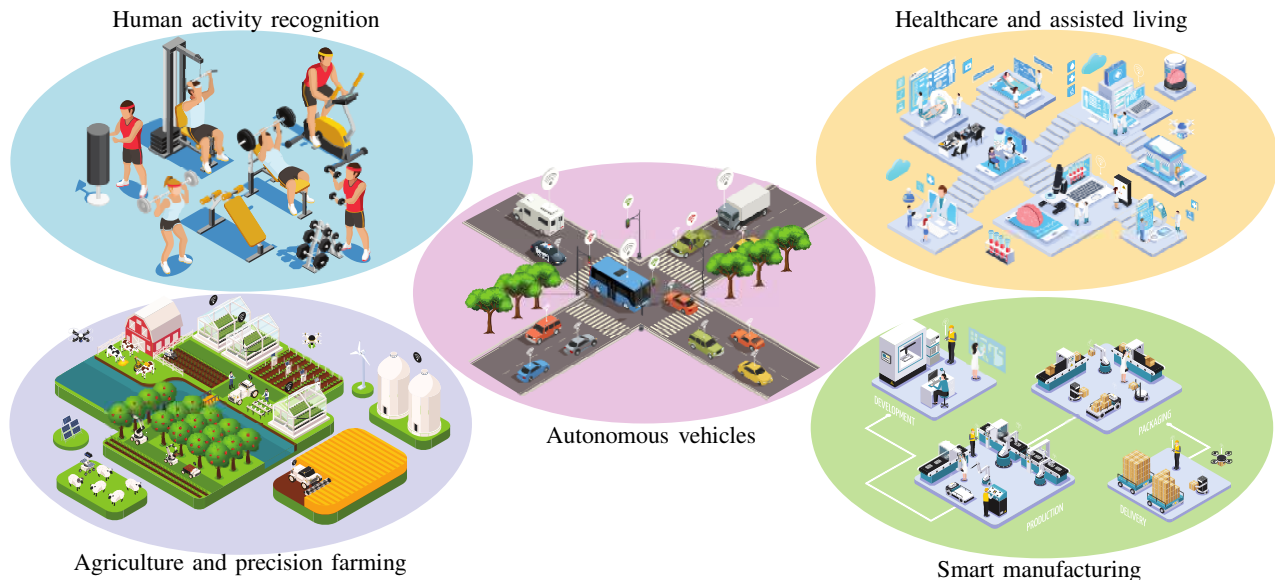 Human activity recognition
Healthcare and assisted living
Autonomous vehicles
DEVELOPMENT
PACKAGING
PRODUCTION
DELIVERY
Agriculture and precision farming
Smart manufacturing